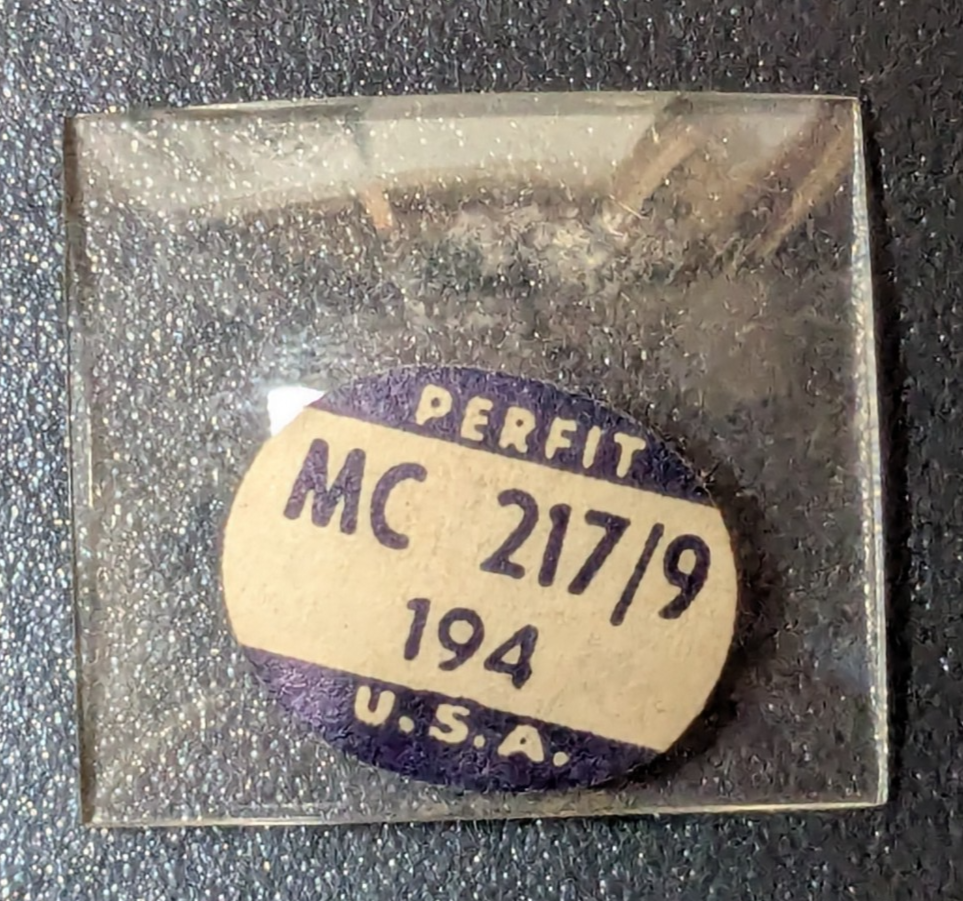 PERFIT
MC 217/9
194
U.S.A.